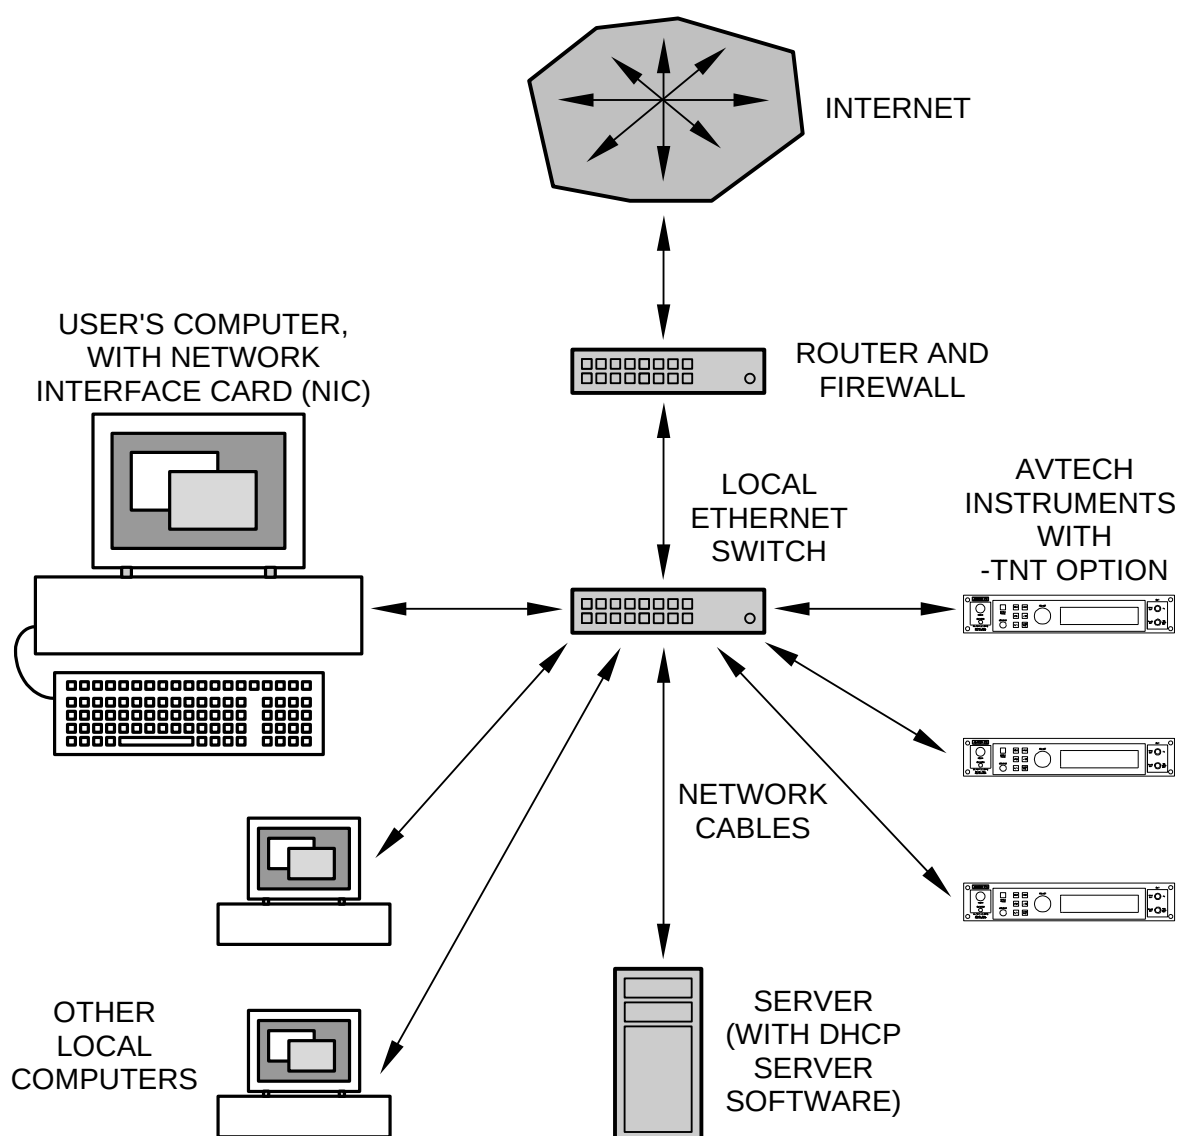 INTERNET
USER'S COMPUTER,
WITH NETWORK
INTERFACE CARD (NIC)
ROUTER AND
FIREWALL
LOCAL
ETHERNET
SWITCH
AVTECH
INSTRUMENTS
WITH
-TNT OPTION
NETWORK
CABLES
OTHER
LOCAL
COMPUTERS
SERVER
(WITH DHCP
SERVER
SOFTWARE)